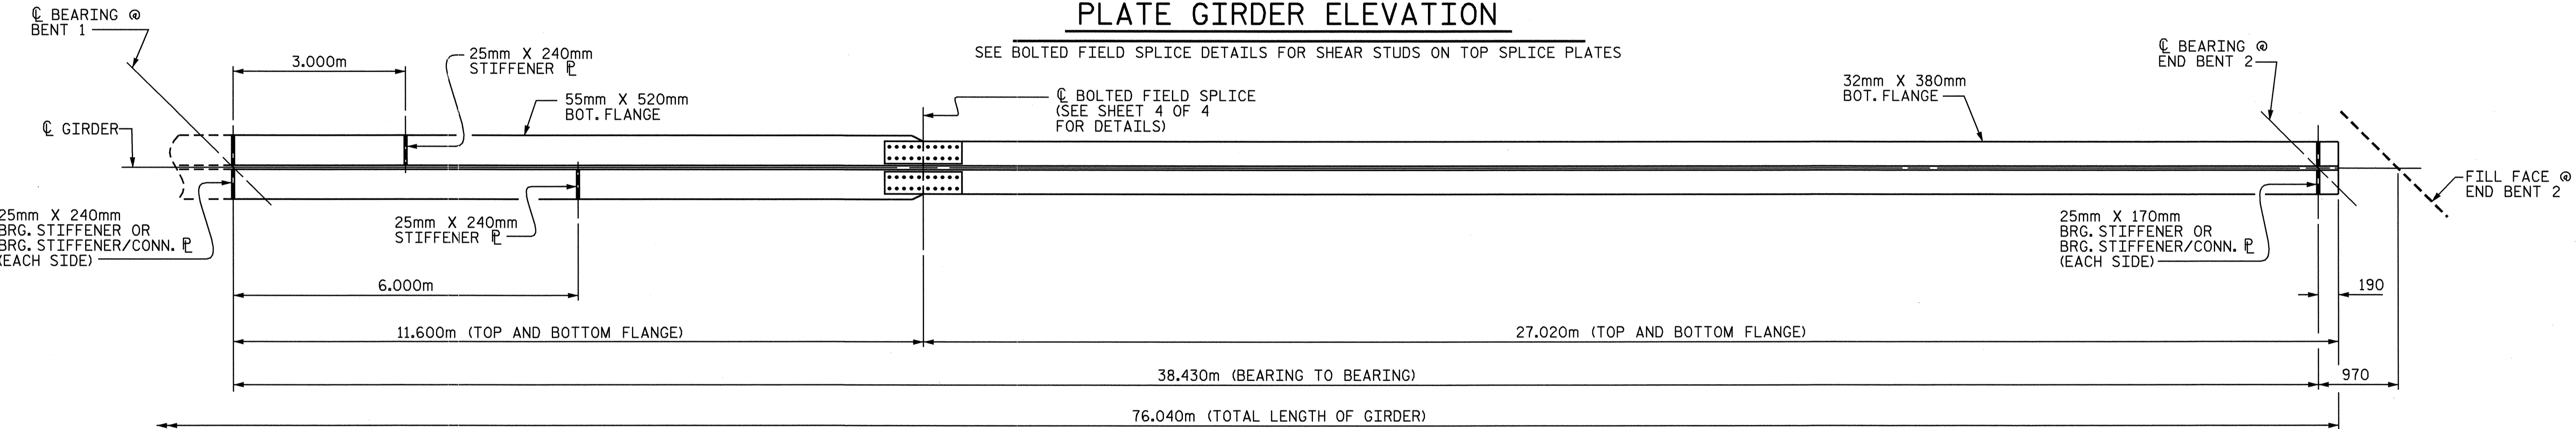 PLATE GIRDER ELEVATION
SEE BOLTED FIELD SPLICE DETAILS FOR SHEAR STUDS ON TOP SPLICE PLATES
℄ BEARING @
BENT 1
3.000m
25mm X 240mm
STIFFENER ⅊
55mm X 520mm
BOT. FLANGE
℄ BOLTED FIELD SPLICE
(SEE SHEET 4 OF 4
FOR DETAILS)
32mm X 380mm
BOT. FLANGE
℄ BEARING @
END BENT 2
℄ GIRDER
FILL FACE @
END BENT 2
25mm X 240mm
BRG. STIFFENER OR
BRG. STIFFENER/CONN. ⅊
(EACH SIDE)
25mm X 240mm
STIFFENER ⅊
25mm X 170mm
BRG. STIFFENER OR
BRG. STIFFENER/CONN. ⅊
(EACH SIDE)
6.000m
190
11.600m (TOP AND BOTTOM FLANGE)
27.020m (TOP AND BOTTOM FLANGE)
38.430m (BEARING TO BEARING)
970
76.040m (TOTAL LENGTH OF GIRDER)